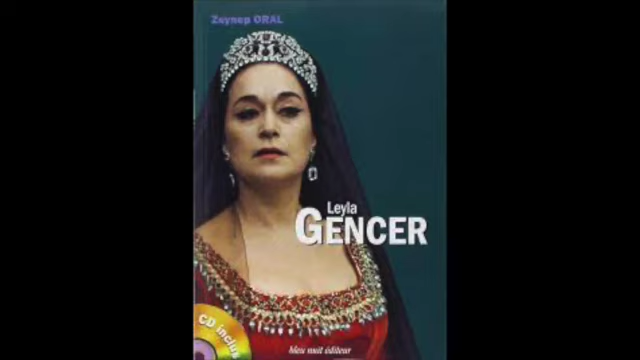 Zeynep ORAL
Leyla
GENCER
CD inclus
bleu nuit éditeur